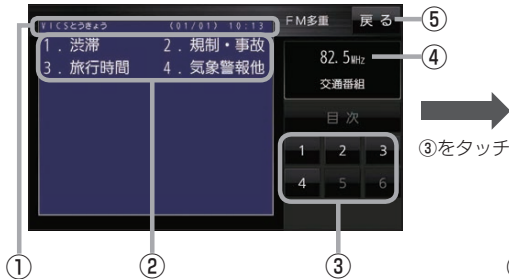 VICSとうきょう (01/01) 10:13 FM多重 戻る ⑤
1．渋滞 2．規制・事故
3．旅行時間 4．気象警報他
82.5MHz ④
交通番組
目次
1 2 3
4 5 6
③をタッチ
① ② ③